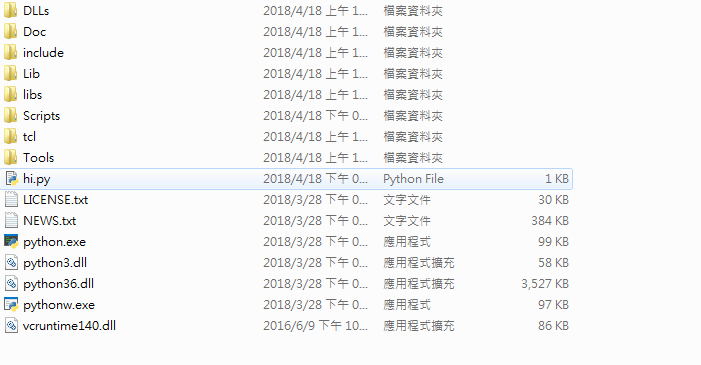 DLLs 2018/4/18 上午 1... 檔案資料夾
Doc 2018/4/18 上午 1... 檔案資料夾
include 2018/4/18 上午 1... 檔案資料夾
Lib 2018/4/18 上午 1... 檔案資料夾
libs 2018/4/18 上午 1... 檔案資料夾
Scripts 2018/4/18 下午 0... 檔案資料夾
tcl 2018/4/18 上午 1... 檔案資料夾
Tools 2018/4/18 上午 1... 檔案資料夾
hi.py 2018/4/18 下午 0... Python File 1 KB
LICENSE.txt 2018/3/28 下午 0... 文字文件 30 KB
NEWS.txt 2018/3/28 下午 0... 文字文件 384 KB
python.exe 2018/3/28 下午 0... 應用程式 99 KB
python3.dll 2018/3/28 下午 0... 應用程式擴充 58 KB
python36.dll 2018/3/28 下午 0... 應用程式擴充 3,527 KB
pythonw.exe 2018/3/28 下午 0... 應用程式 97 KB
vcruntime140.dll 2016/6/9 下午 10... 應用程式擴充 86 KB